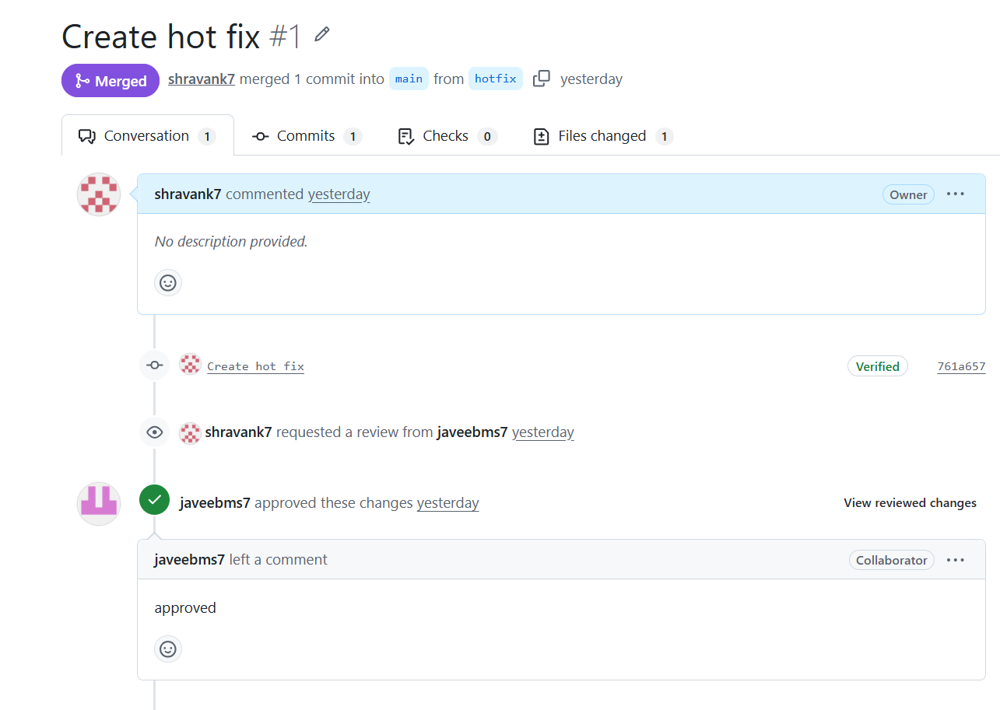 Create hot fix #1
Merged shravank7 merged 1 commit into main from hotfix yesterday
Conversation 1 Commits 1 Checks 0 Files changed 1
shravank7 commented yesterday Owner
No description provided.
Create hot fix Verified 761a657
shravank7 requested a review from javeebms7 yesterday
javeebms7 approved these changes yesterday View reviewed changes
javeebms7 left a comment Collaborator
approved